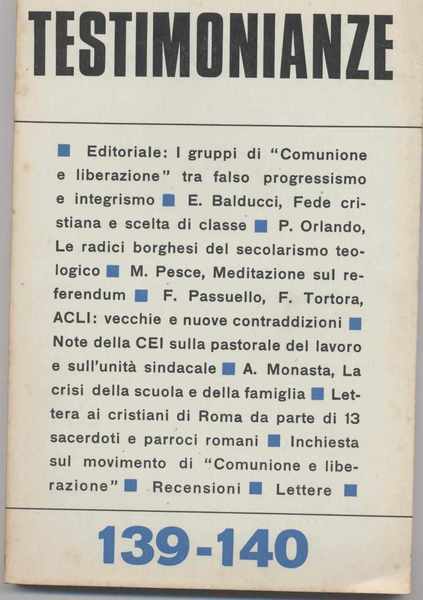 TESTIMONIANZE
■ Editoriale: I gruppi di "Comunione
e liberazione" tra falso progressismo
e integrismo ■ E. Balducci, Fede cri-
stiana e scelta di classe ■ P. Orlando,
Le radici borghesi del secolarismo teo-
logico ■ M. Pesce, Meditazione sul re-
ferendum ■ F. Passuello, F. Tortora,
ACLI: vecchie e nuove contraddizioni ■
Note della CEI sulla pastorale del lavoro
e sull'unità sindacale ■ A. Monasta, La
crisi della scuola e della famiglia ■ Let-
tera ai cristiani di Roma da parte di 13
sacerdoti e parroci romani ■ Inchiesta
sul movimento di "Comunione e libe-
razione" ■ Recensioni ■ Lettere ■
139-140